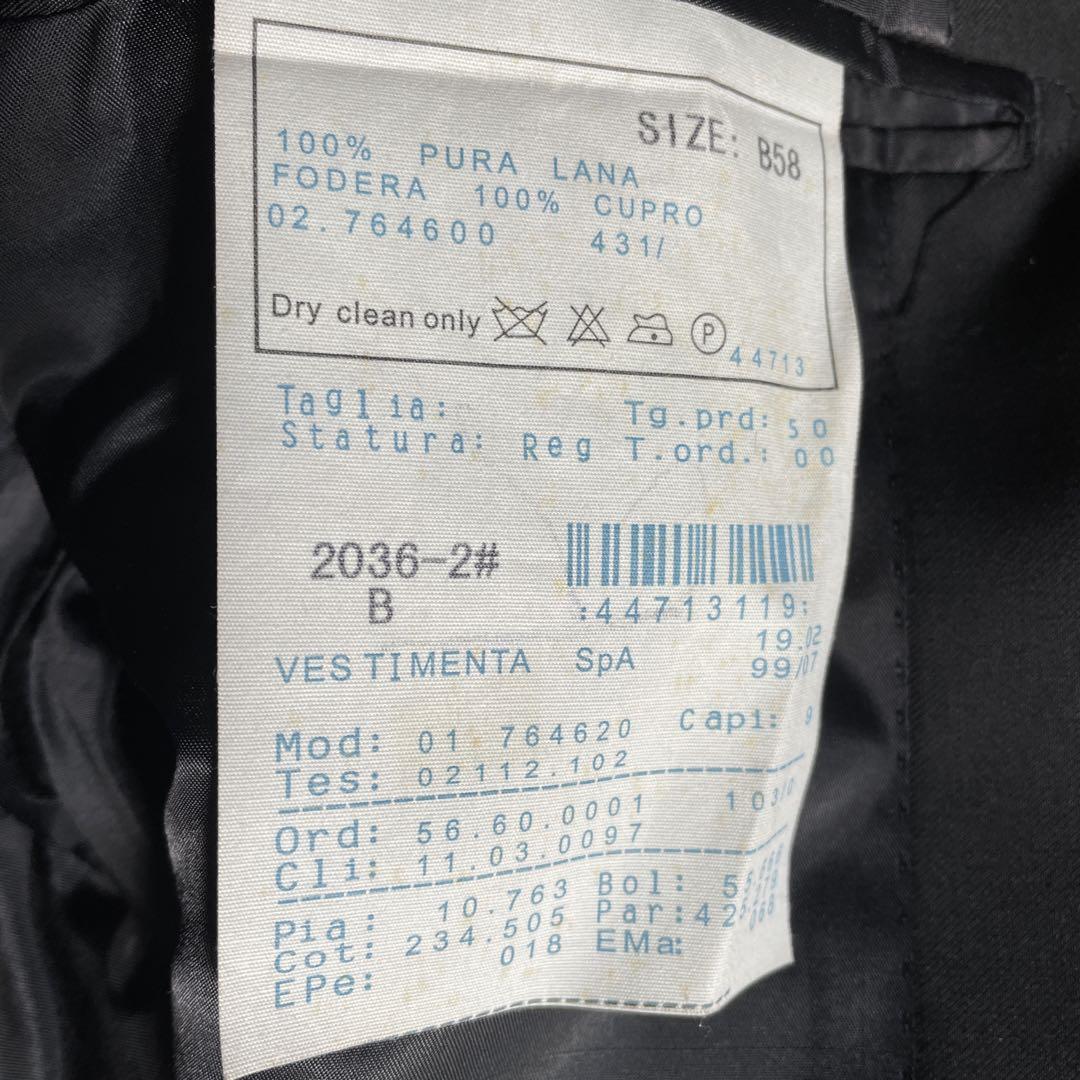 SIZE: B58
100% PURA LANA
FODERA 100% CUPRO
02.764600 431/
Dry clean only P 44713
Taglia: Tg.prd: 50
Statura: Reg T.ord.: 00
2036-2#
B
:44713119:
VESTIMENTA SpA 19.02
99/07
Mod: 01 764620 Capi: 9
Tes: 02112.102
Ord: 56.60.0001 103/0
Cli: 11.03.0097
Pia: 10.763 Bol:
Cot: 234.505 Par:
EPe: 018 EMa: